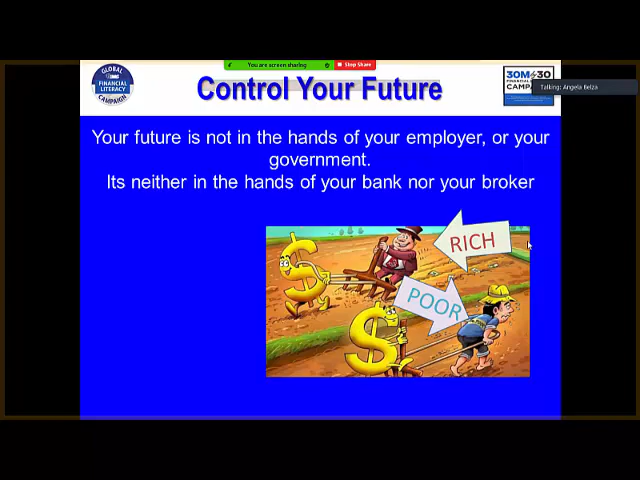 You are screen sharing
Stop Share
GLOBAL
FINANCIAL
LITERACY
CAMPAIGN
Control Your Future
30M 30
FINANCIAL
CAMPA
Talking: Angela Belza
Your future is not in the hands of your employer, or your
government.
Its neither in the hands of your bank nor your broker
RICH
POOR